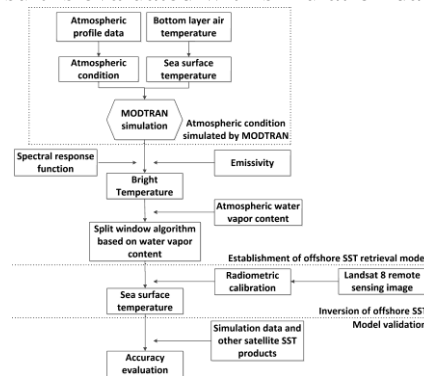 Atmospheric
profile data
Bottom layer air
temperature
Atmospheric
condition
Sea surface
temperature
MODTRAN
simulation
Atmospheric condition
simulated by MODTRAN
Spectral response
function
Emissivity
Bright
Temperature
Atmospheric water
vapor content
Split window algorithm
based on water vapor
content
Establishment of offshore SST retrieval model
Radiometric
calibration
Landsat 8 remote
sensing image
Sea surface
temperature
Inversion of offshore SST
Model validation
Simulation data and
other satellite SST
products
Accuracy
evaluation